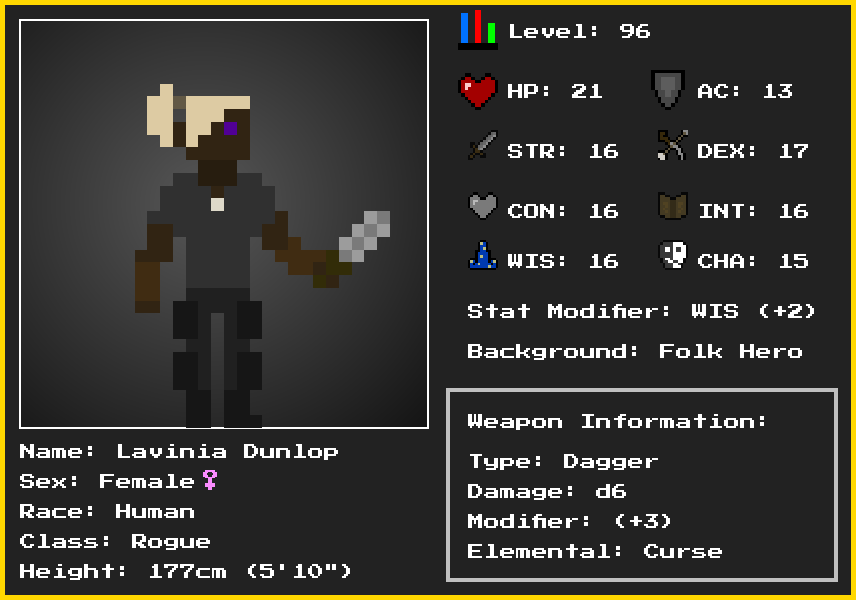 Level: 96
HP: 21 AC: 13
STR: 16 DEX: 17
CON: 16 INT: 16
WIS: 16 CHA: 15
Stat Modifier: WIS (+2)
Background: Folk Hero
Weapon Information:
Type: Dagger
Damage: d6
Modifier: (+3)
Elemental: Curse
Name: Lavinia Dunlop
Sex: Female♀
Race: Human
Class: Rogue
Height: 177cm (5'10")